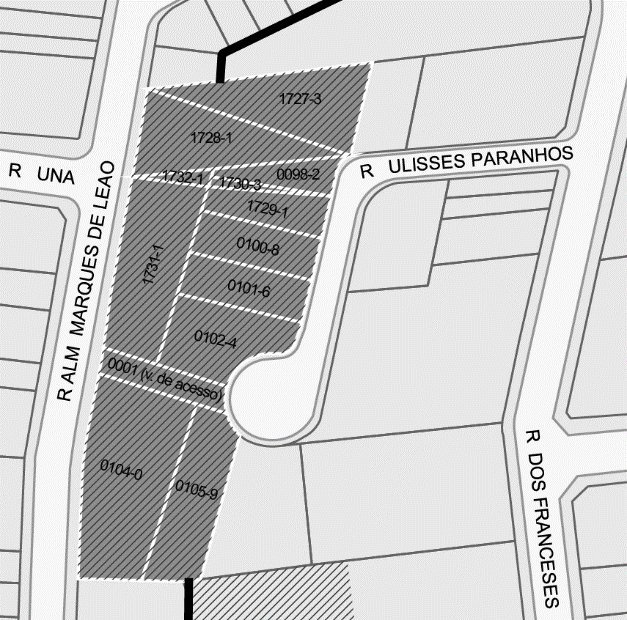 1727-3
1728-1
R ULISSES PARANHOS
R UNA
1732-1
1730-3
0098-2
1729-1
0100-8
1731-1
0101-6
0102-4
R ALM MARQUES DE LEAO
0001 (v. de acesso)
0104-0
0105-9
R DOS FRANCESES